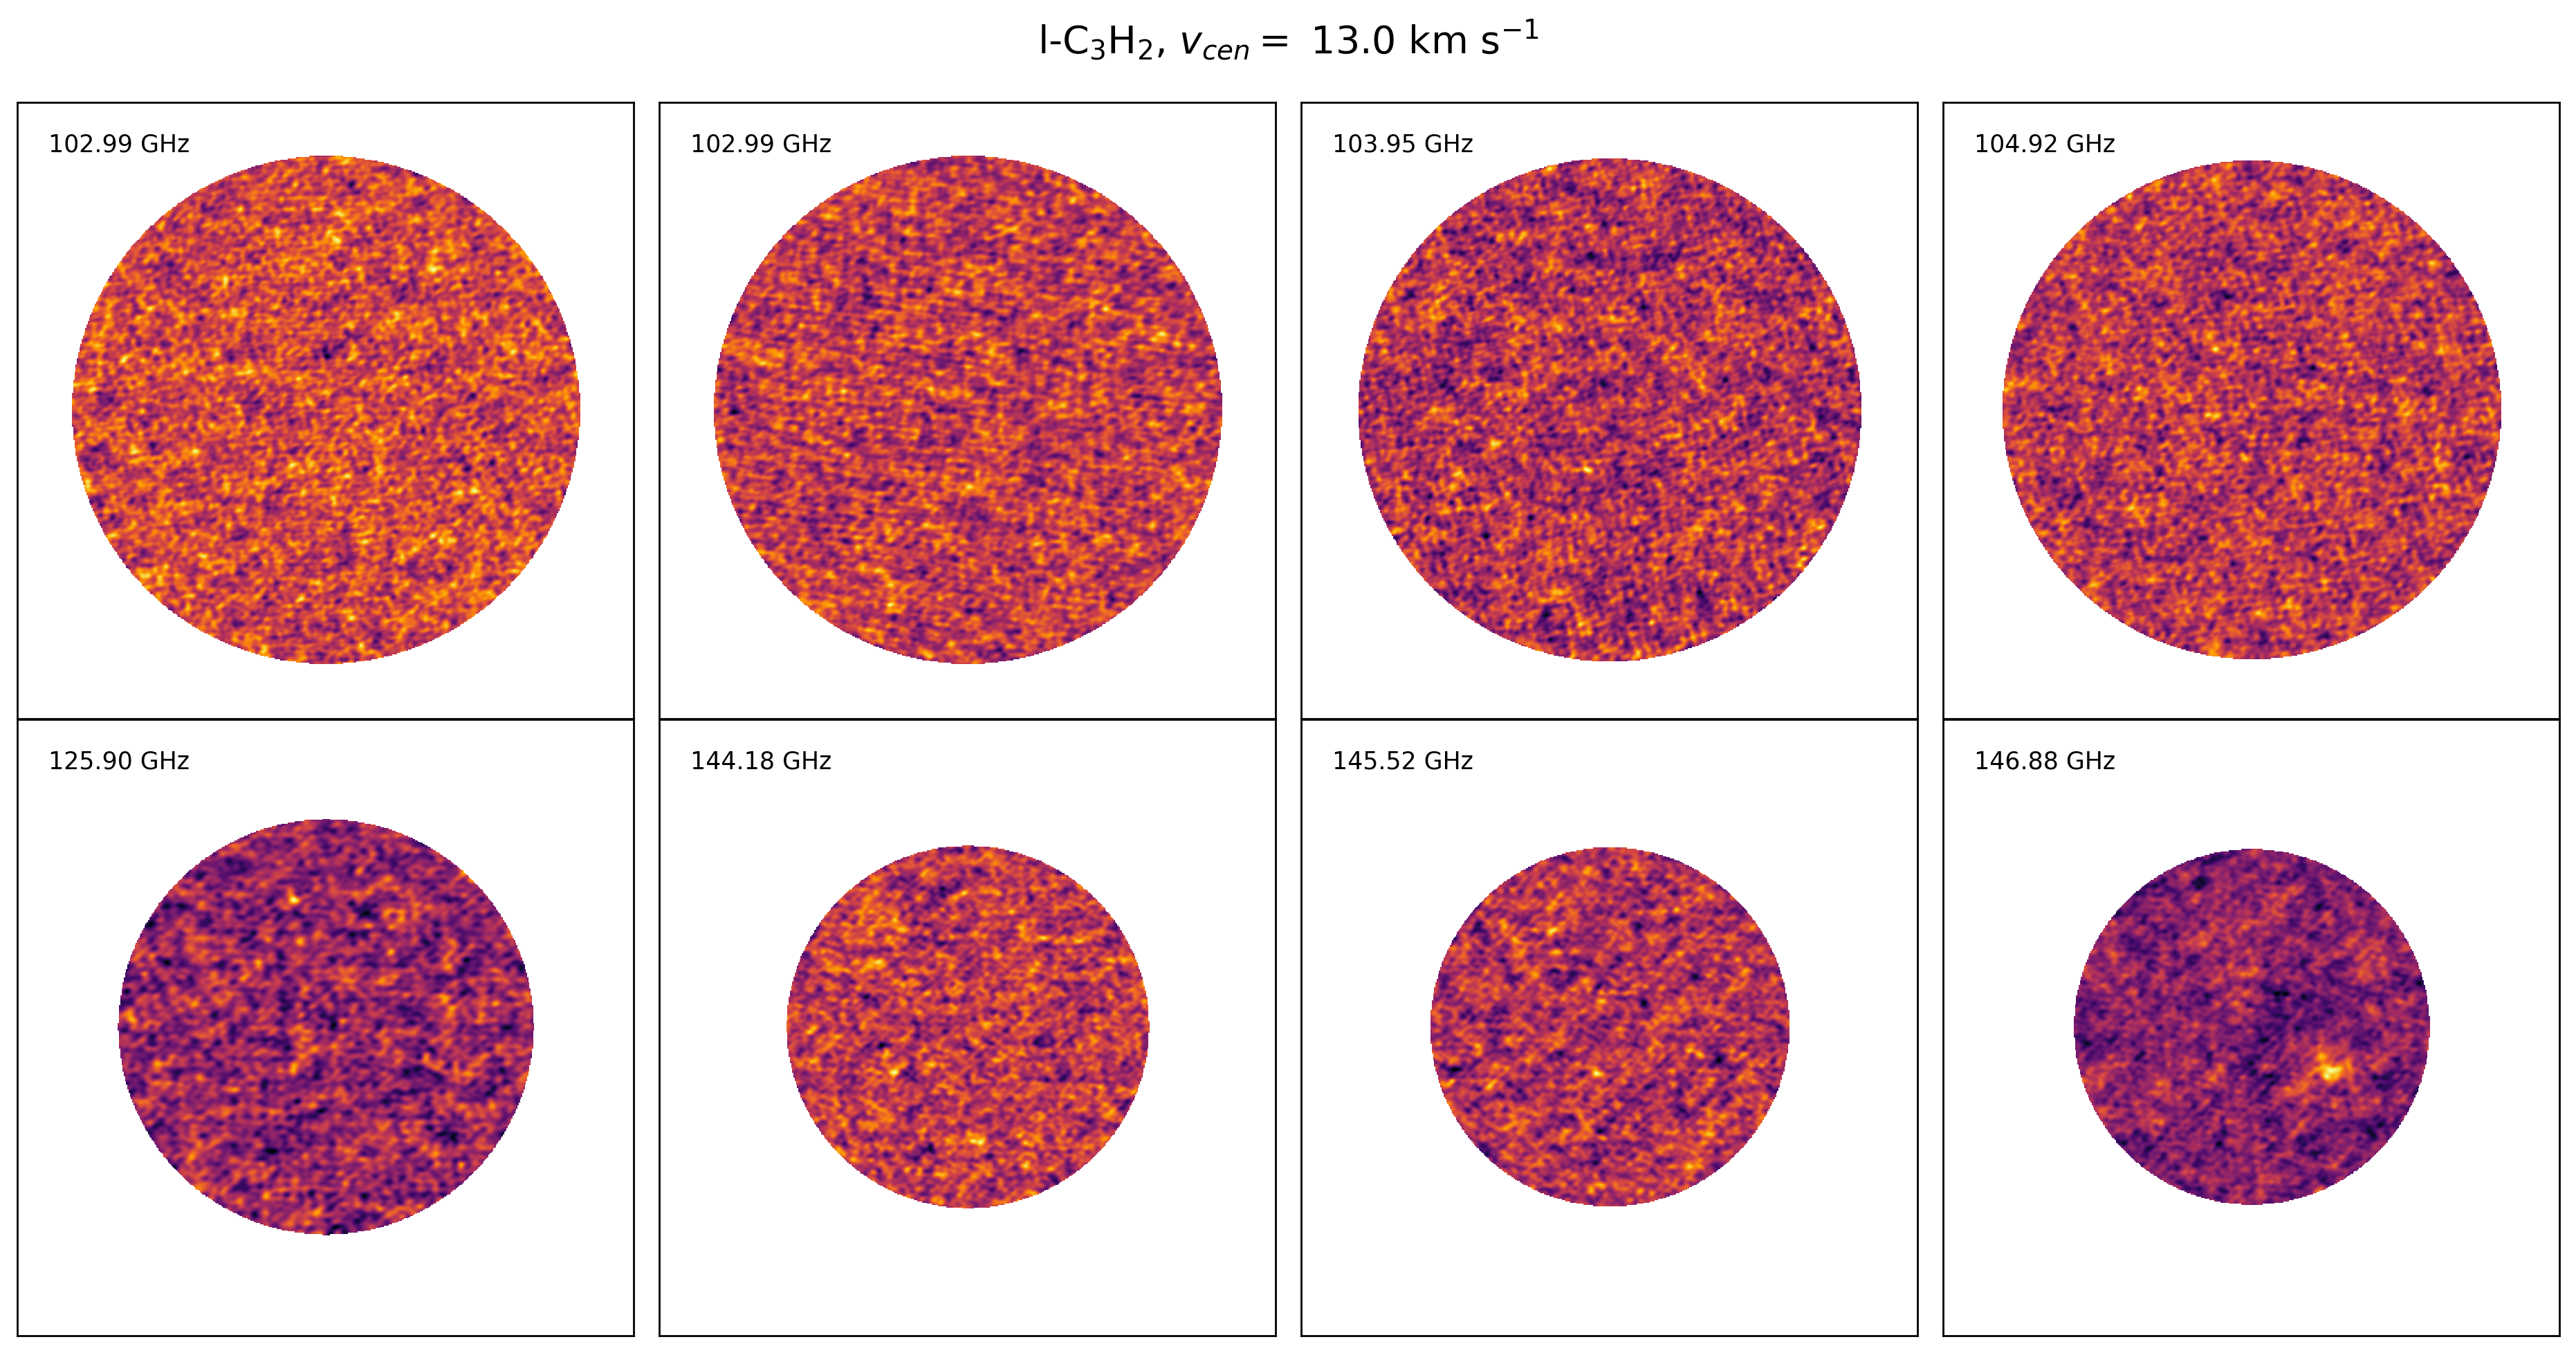 l-C₃H₂, v_cen = 13.0 km s⁻¹
102.99 GHz
102.99 GHz
103.95 GHz
104.92 GHz
125.90 GHz
144.18 GHz
145.52 GHz
146.88 GHz